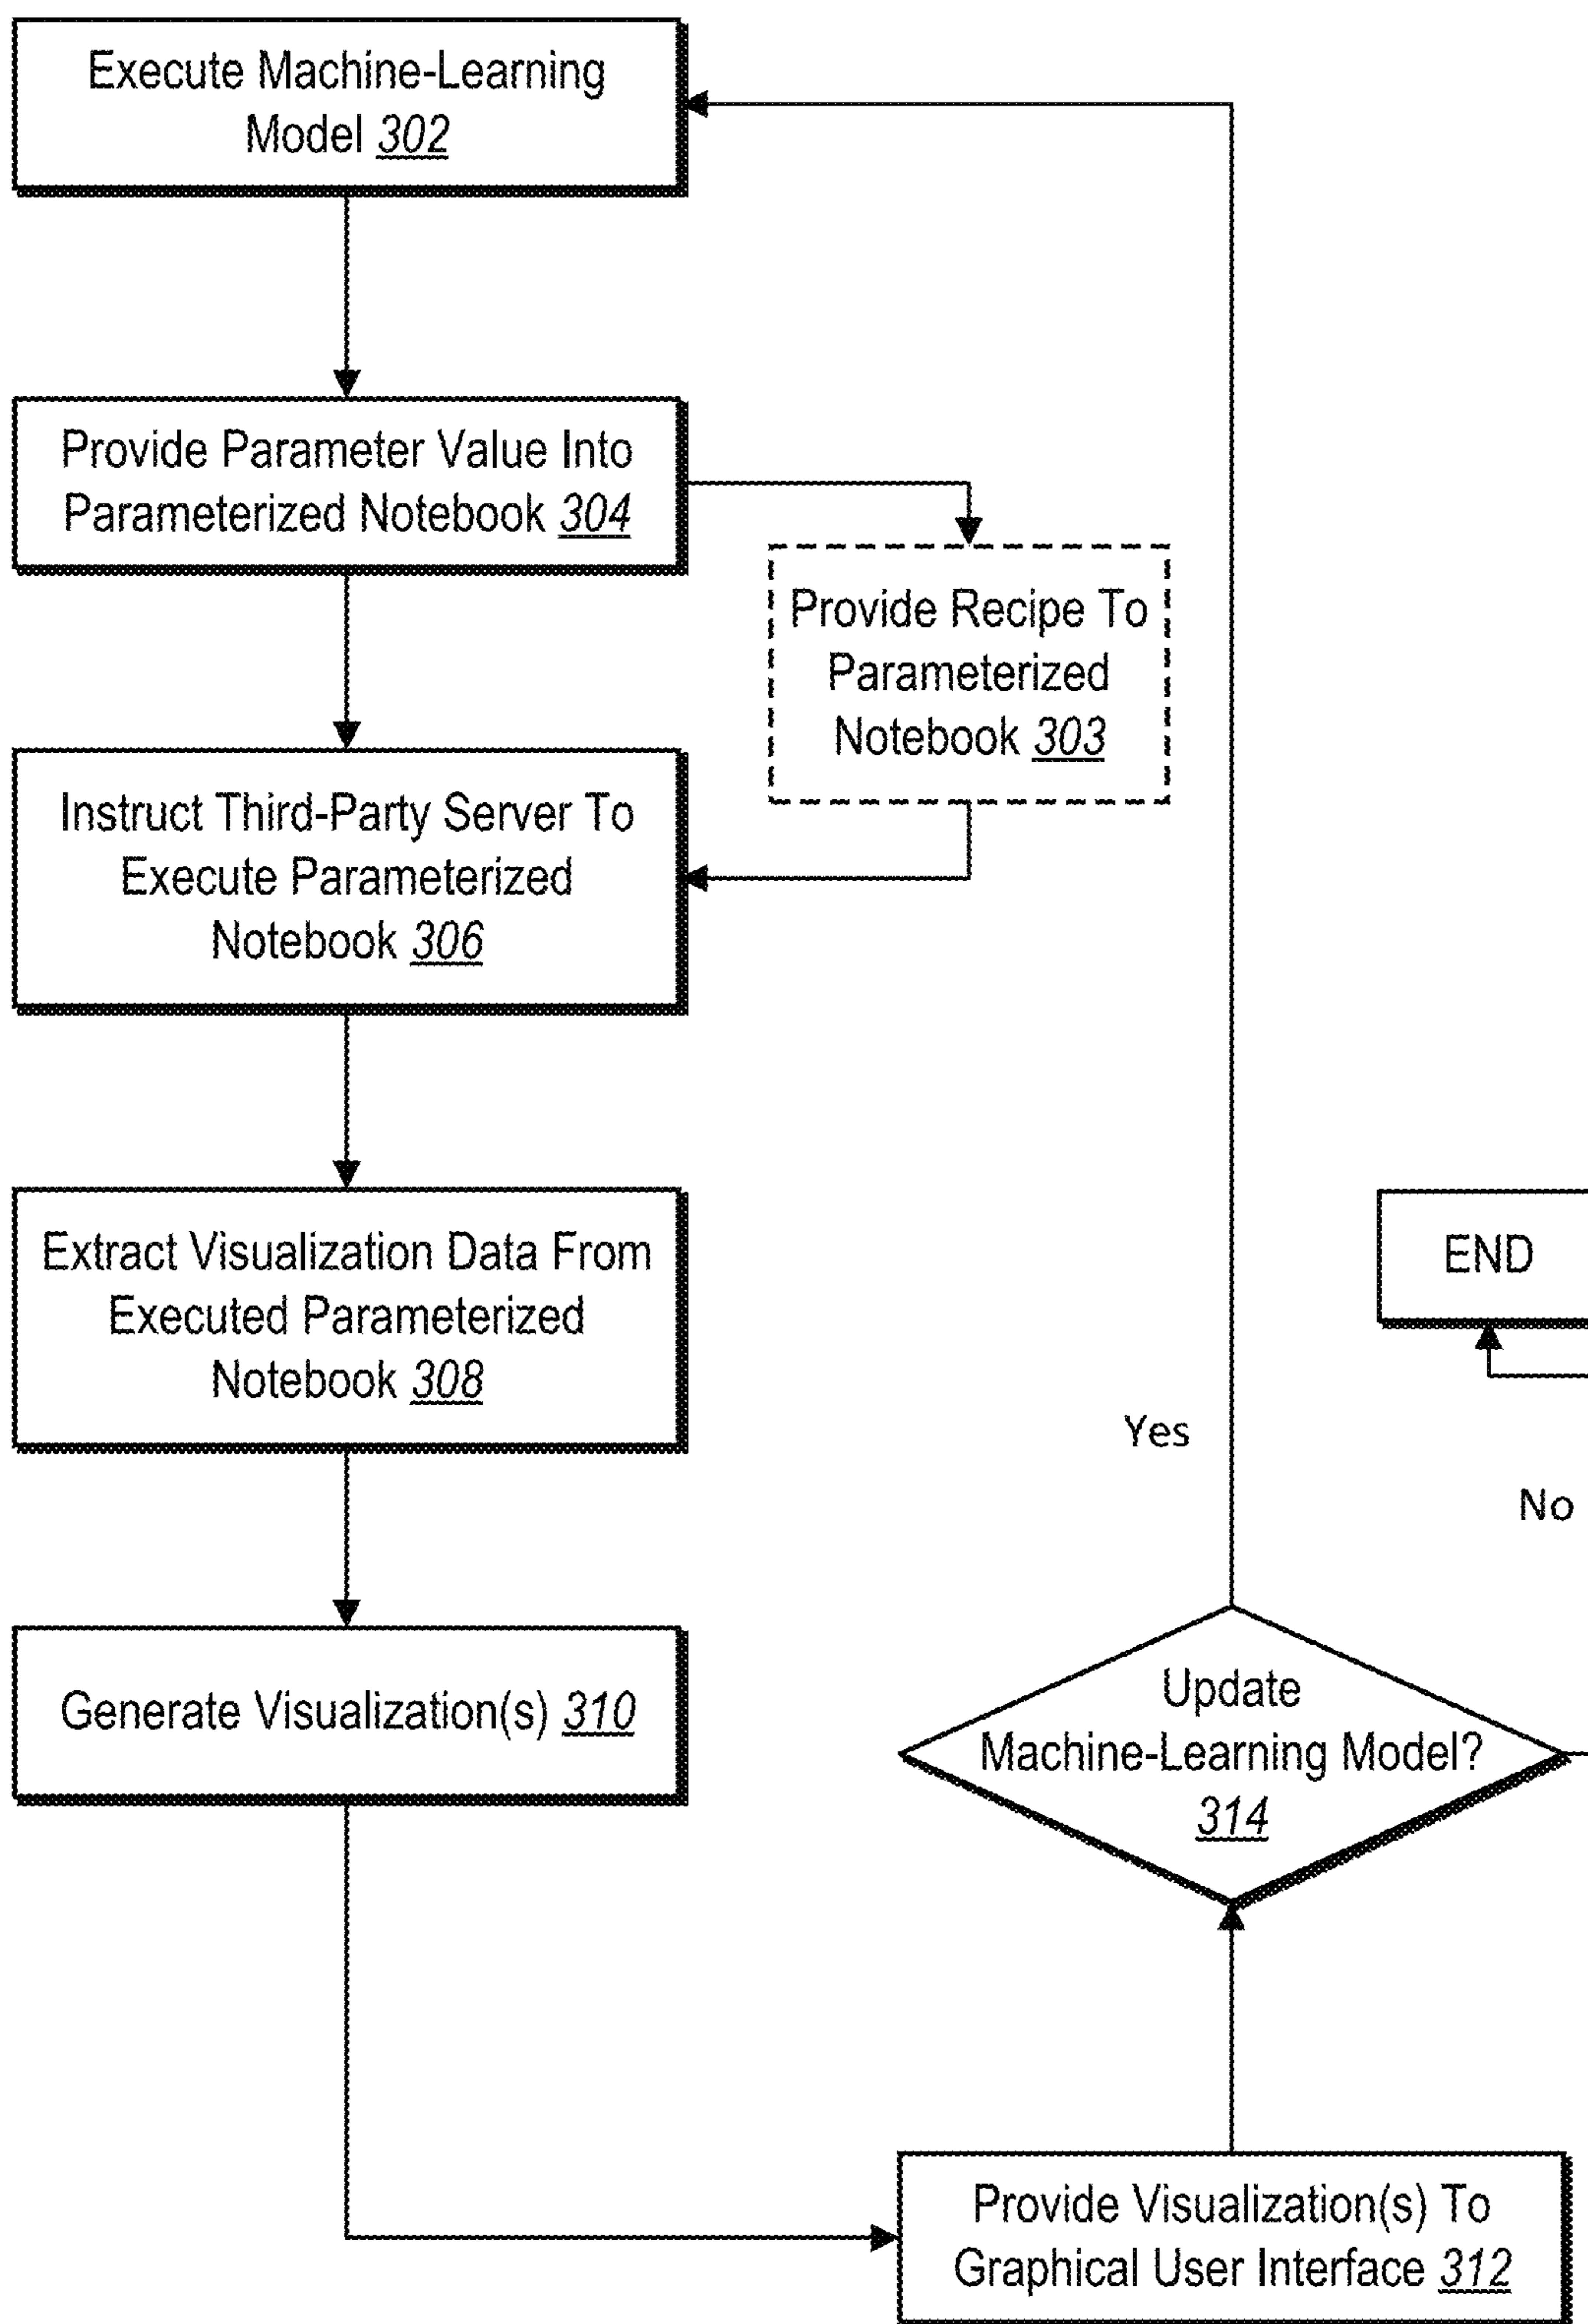 Execute Machine-Learning
Model 302
Provide Parameter Value Into
Parameterized Notebook 304
Provide Recipe To
Parameterized
Notebook 303
Instruct Third-Party Server To
Execute Parameterized
Notebook 306
Extract Visualization Data From
Executed Parameterized
Notebook 308
END
Yes
No
Generate Visualization(s) 310
Update
Machine-Learning Model?
314
Provide Visualization(s) To
Graphical User Interface 312